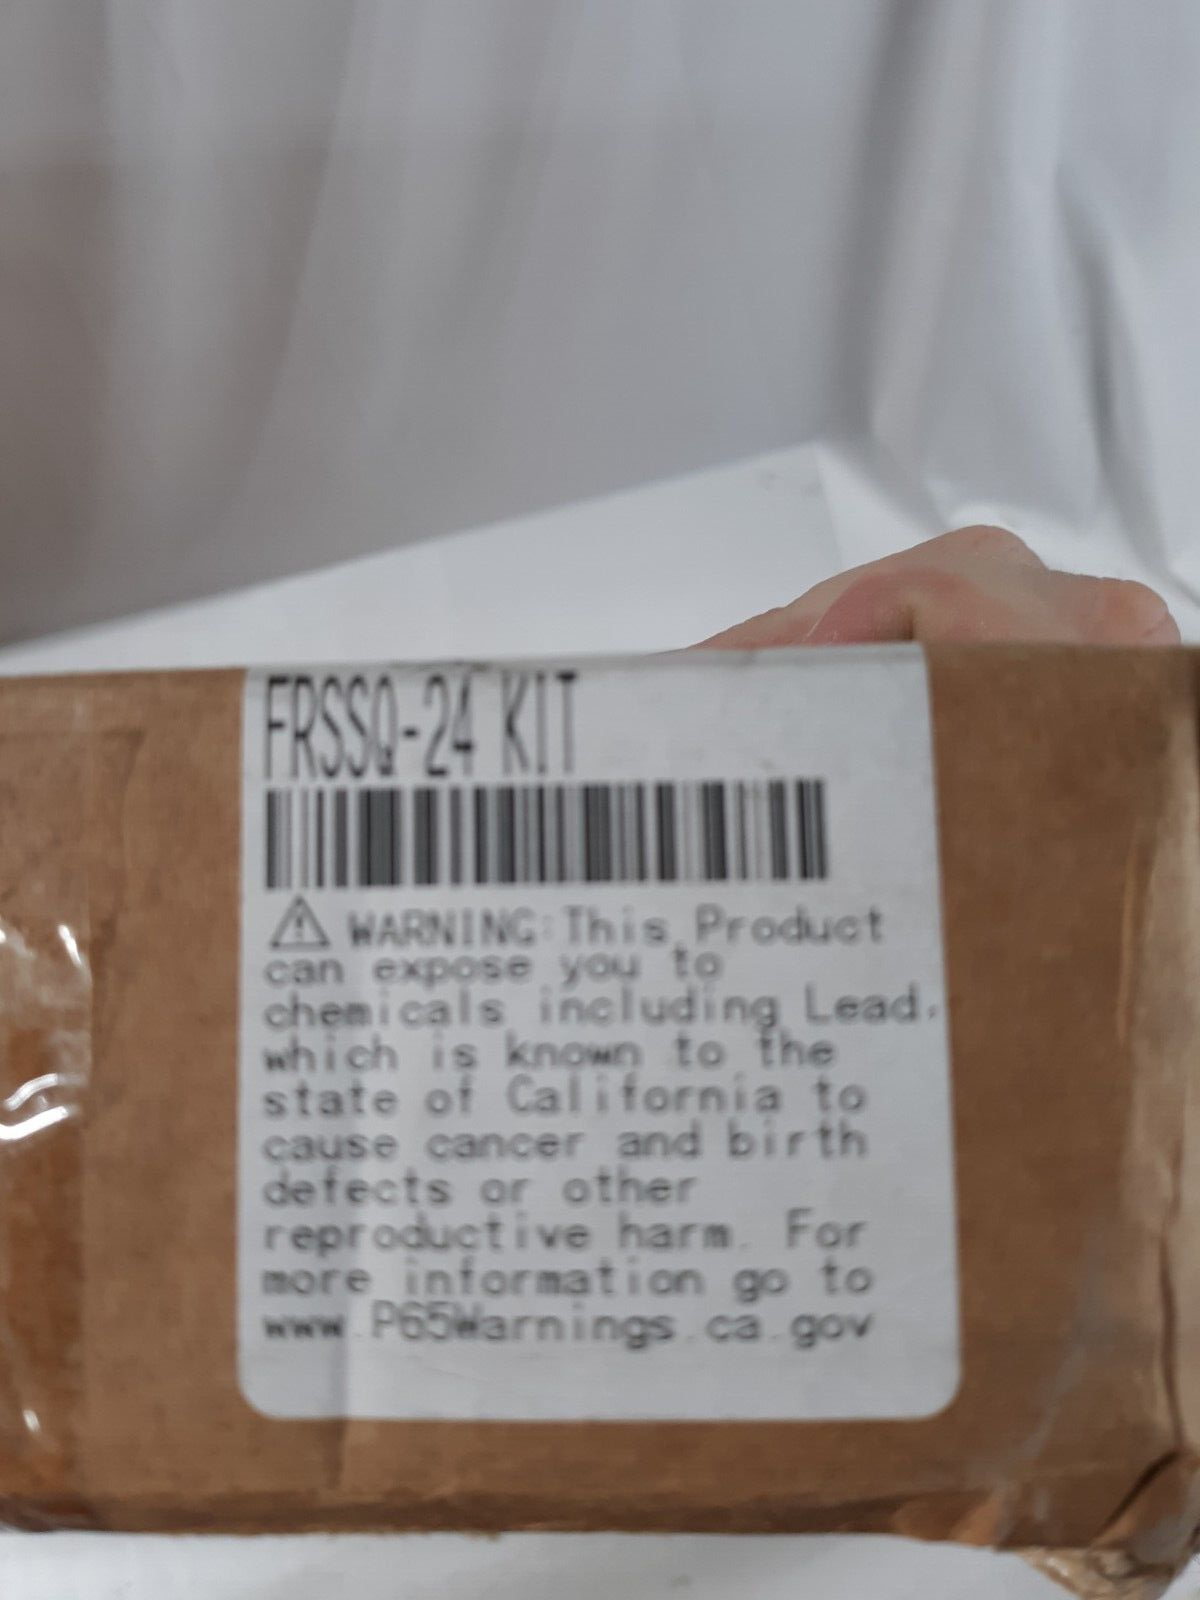 FRSSQ-24 KIT
⚠ WARNING: This Product
can expose you to
chemicals including Lead,
which is known to the
state of California to
cause cancer and birth
defects or other
reproductive harm. For
more information go to
www.P65Warnings.ca.gov